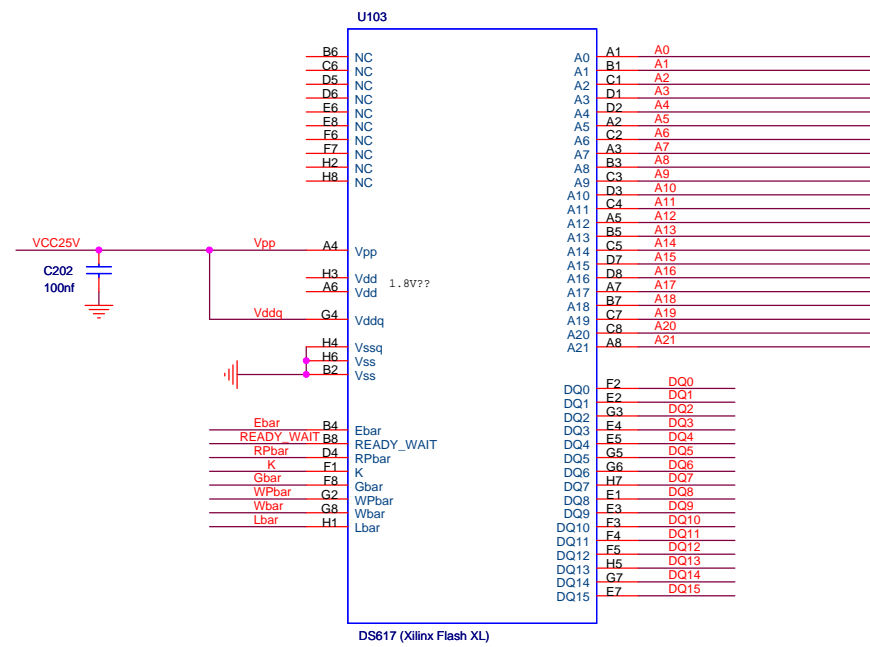 U103
B6 NC
C6 NC
D5 NC
D6 NC
E6 NC
E8 NC
F6 NC
F7 NC
H2 NC
H8 NC
VCC25V Vpp A4 Vpp
C202
100nf
H3 Vdd 1.8V??
A6 Vdd
Vddq G4 Vddq
H4 Vssq
H6 Vss
B2 Vss
Ebar B4 Ebar
READY_WAIT B8 READY_WAIT
RPbar D4 RPbar
K F1 K
Gbar F8 Gbar
WPbar G2 WPbar
Wbar G8 Wbar
Lbar H1 Lbar
A0 A1 A0
A1 B1 A1
A2 C1 A2
A3 D1 A3
A4 D2 A4
A5 A2 A5
A6 C2 A6
A7 A3 A7
A8 B3 A8
A9 C3 A9
A10 D3 A10
A11 C4 A11
A12 A5 A12
A13 B5 A13
A14 C5 A14
A15 D7 A15
A16 D8 A16
A17 A7 A17
A18 B7 A18
A19 C7 A19
A20 C8 A20
A21 A8 A21
DQ0 F2 DQ0
DQ1 E2 DQ1
DQ2 G3 DQ2
DQ3 E4 DQ3
DQ4 E5 DQ4
DQ5 G5 DQ5
DQ6 G6 DQ6
DQ7 H7 DQ7
DQ8 E1 DQ8
DQ9 E3 DQ9
DQ10 F3 DQ10
DQ11 F4 DQ11
DQ12 F5 DQ12
DQ13 H5 DQ13
DQ14 G7 DQ14
DQ15 E7 DQ15
DS617 (Xilinx Flash XL)